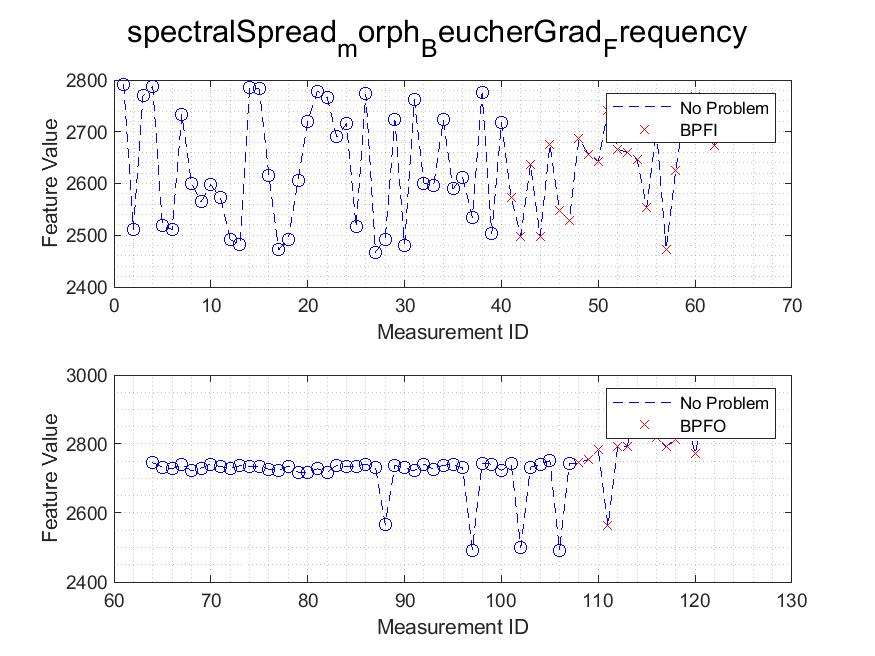 spectralSpread_morph_BeucherGrad_Frequency
2800
2700
2600
2500
2400
Feature Value
No Problem
BPFI
0 10 20 30 40 50 60 70
Measurement ID
3000
2800
2600
2400
Feature Value
No Problem
BPFO
60 70 80 90 100 110 120 130
Measurement ID